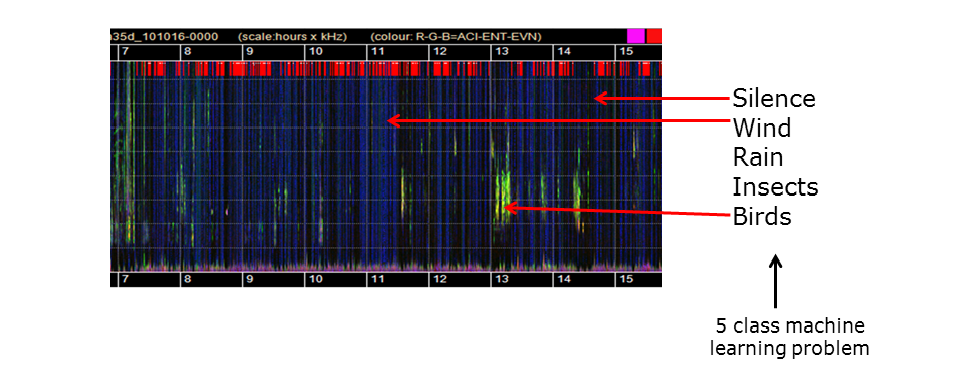 35d_101016-0000 (scale:hours x kHz) (colour: R-G-B=ACI-ENT-EVN)
7 8 9 10 11 12 13 14 15
Silence
Wind
Rain
Insects
Birds
7 8 9 10 11 12 13 14 15
5 class machine
learning problem